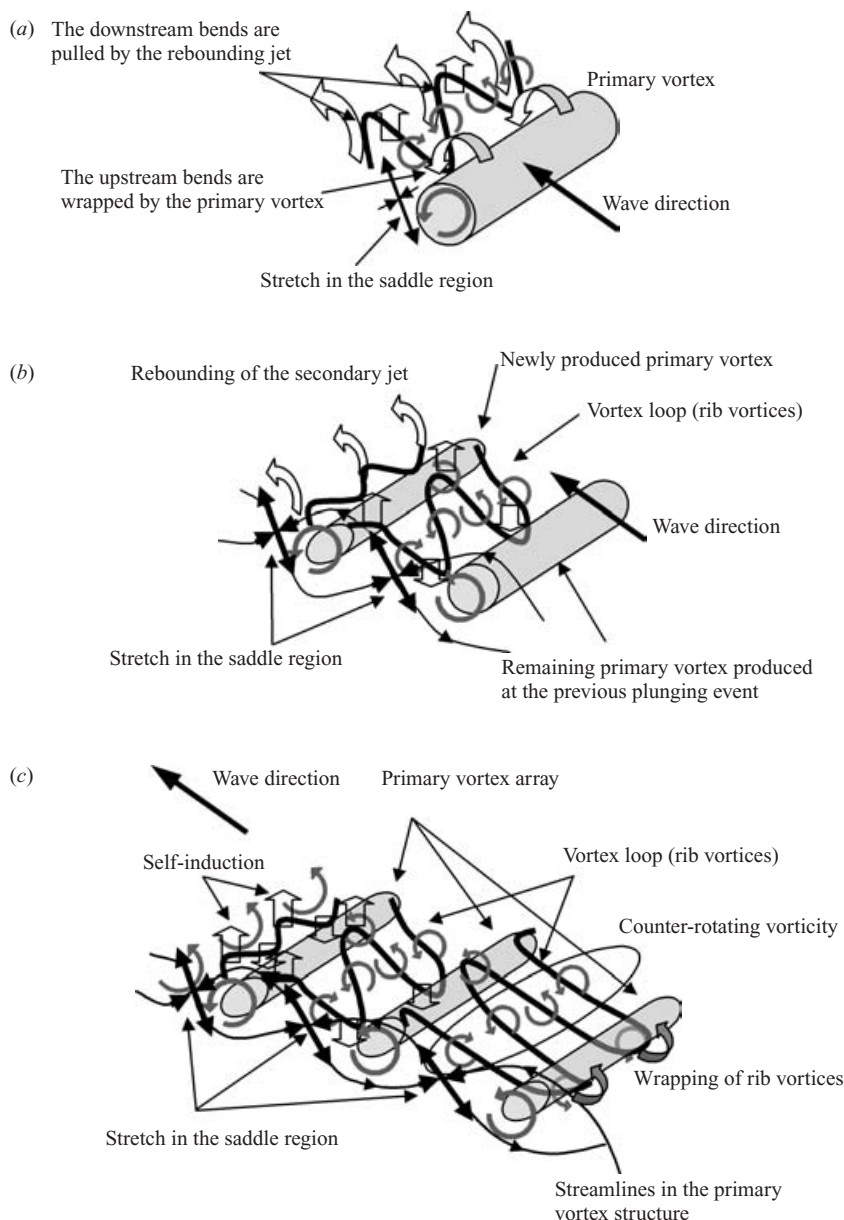 (a) The downstream bends are
pulled by the rebounding jet
Primary vortex
The upstream bends are
wrapped by the primary vortex
Wave direction
Stretch in the saddle region
(b) Rebounding of the secondary jet
Newly produced primary vortex
Vortex loop (rib vortices)
Wave direction
Stretch in the saddle region
Remaining primary vortex produced
at the previous plunging event
(c) Wave direction
Primary vortex array
Self-induction
Vortex loop (rib vortices)
Counter-rotating vorticity
Wrapping of rib vortices
Stretch in the saddle region
Streamlines in the primary
vortex structure